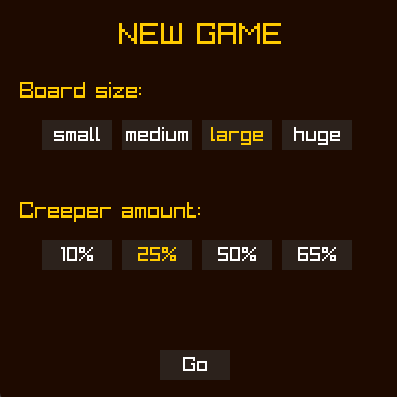 NEW GAME
Board size:
small medium large huge
Creeper amount:
10% 25% 50% 65%
Go